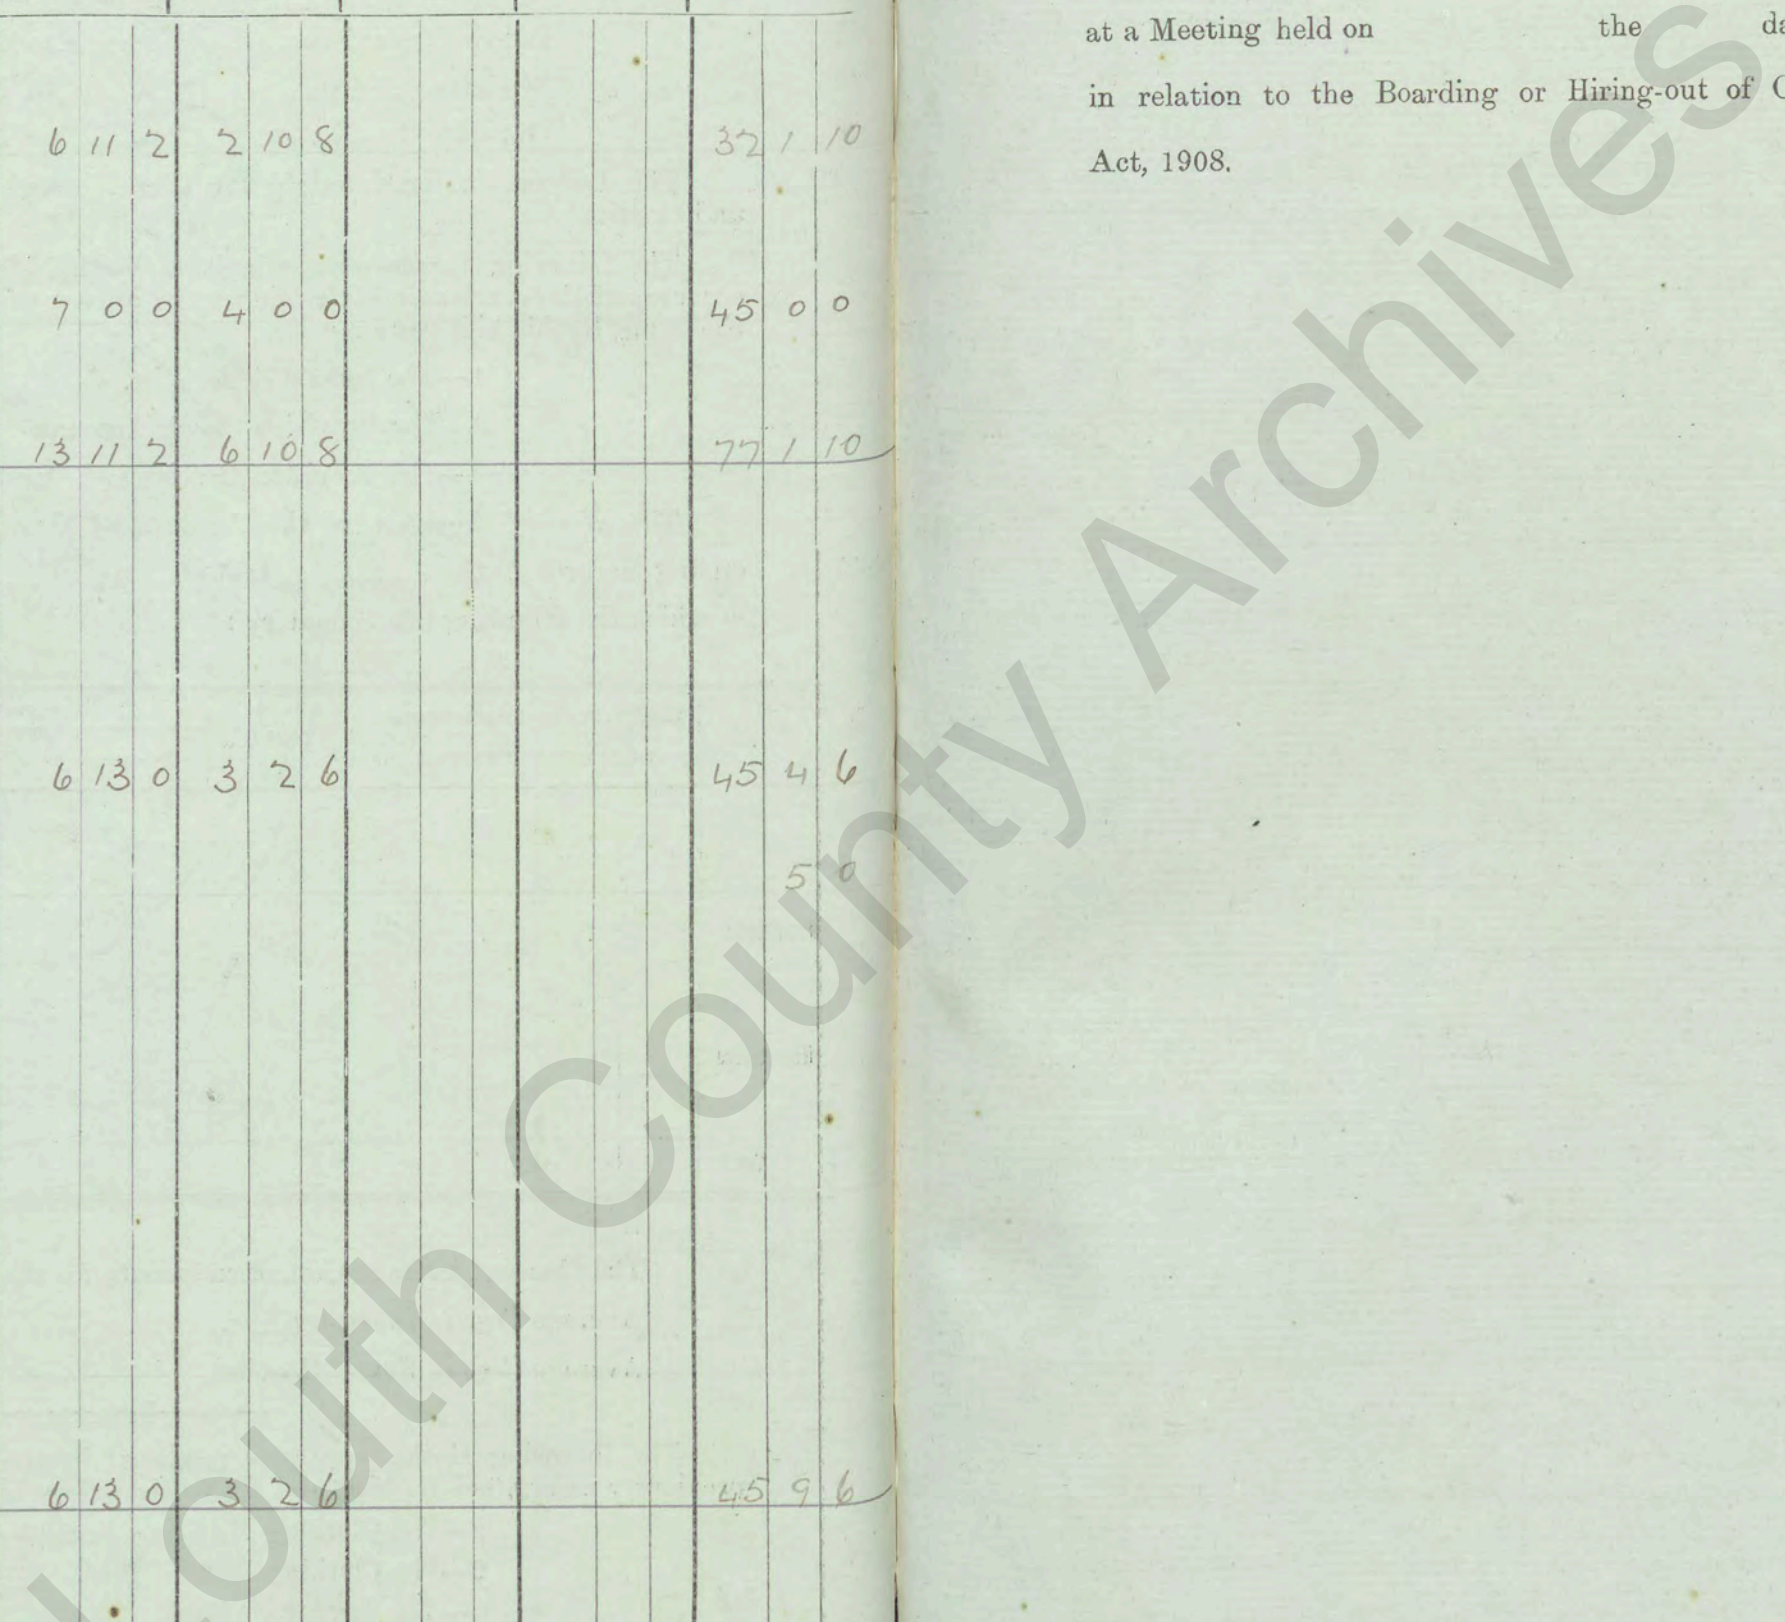 6 11 2 2 10 8 32 1 10
7 0 0 4 0 0 45 0 0
13 11 2 6 10 8 77 1 10
6 13 0 3 2 6 45 4 6
5 0
6 13 0 3 2 6 45 9 6
at a Meeting held on the da
in relation to the Boarding or Hiring-out of C
Act, 1908.
Louth County Archives